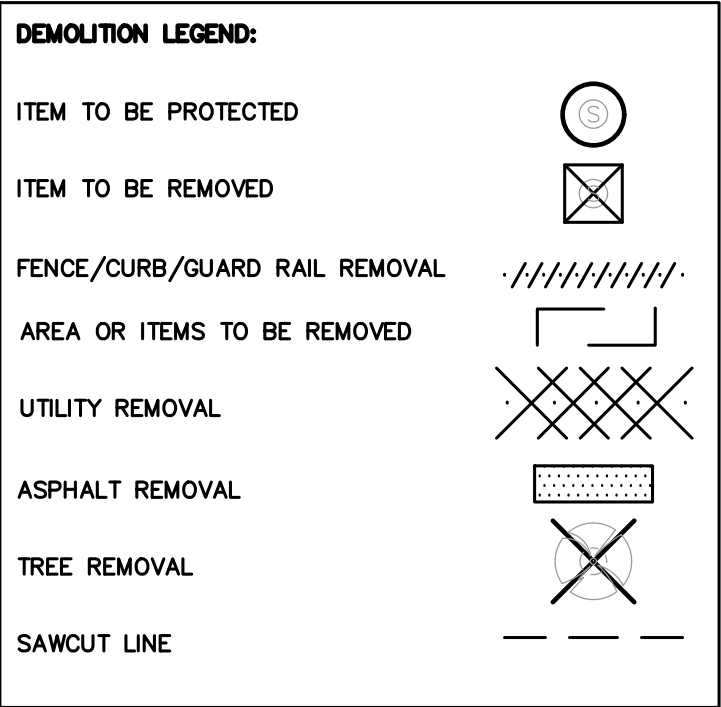 DEMOLITION LEGEND:
ITEM TO BE PROTECTED
S
ITEM TO BE REMOVED
S
FENCE/CURB/GUARD RAIL REMOVAL
AREA OR ITEMS TO BE REMOVED
UTILITY REMOVAL
ASPHALT REMOVAL
TREE REMOVAL
SAWCUT LINE